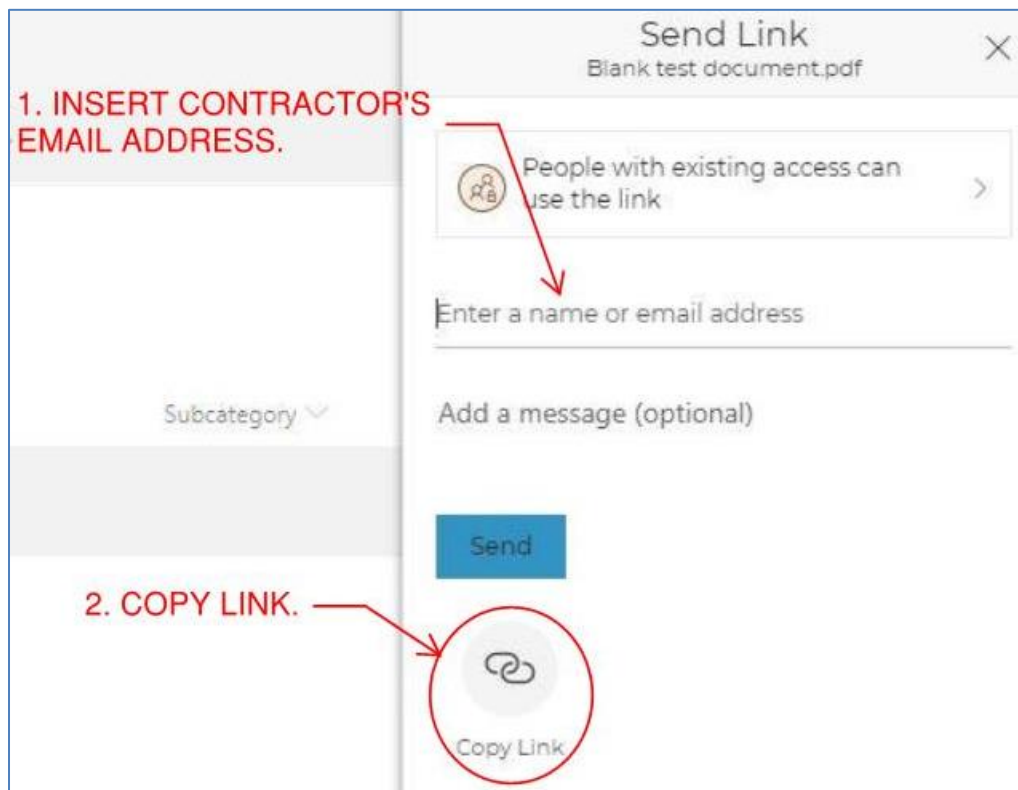 Send Link
Blank test document.pdf
1. INSERT CONTRACTOR'S
EMAIL ADDRESS.
People with existing access can
use the link
Enter a name or email address
Subcategory
Add a message (optional)
Send
2. COPY LINK.
Copy Link